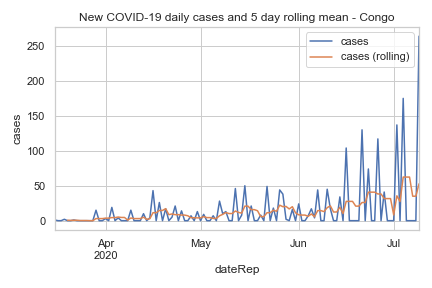 New COVID-19 daily cases and 5 day rolling mean - Congo
cases
cases (rolling)
250
200
150
100
50
0
cases
Apr
2020
May
Jun
Jul
dateRep